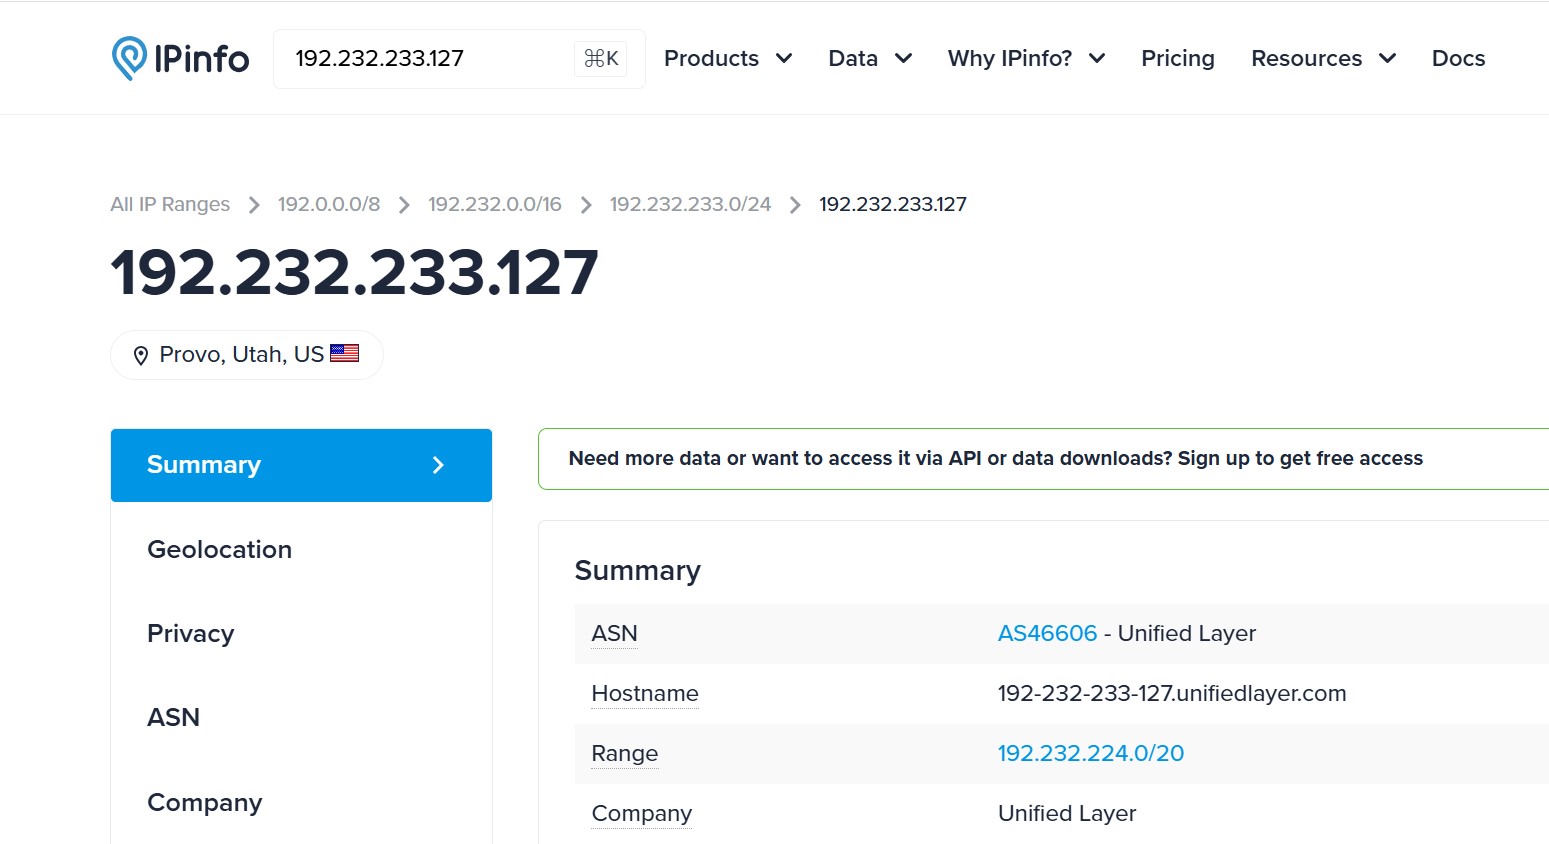 IPinfo 192.232.233.127 ⌘K Products Data Why IPinfo? Pricing Resources Docs
All IP Ranges 192.0.0.0/8 192.232.0.0/16 192.232.233.0/24 192.232.233.127
192.232.233.127
Provo, Utah, US
Summary
Geolocation
Privacy
ASN
Company
Need more data or want to access it via API or data downloads? Sign up to get free access
Summary
ASN AS46606 - Unified Layer
Hostname 192-232-233-127.unifiedlayer.com
Range 192.232.224.0/20
Company Unified Layer